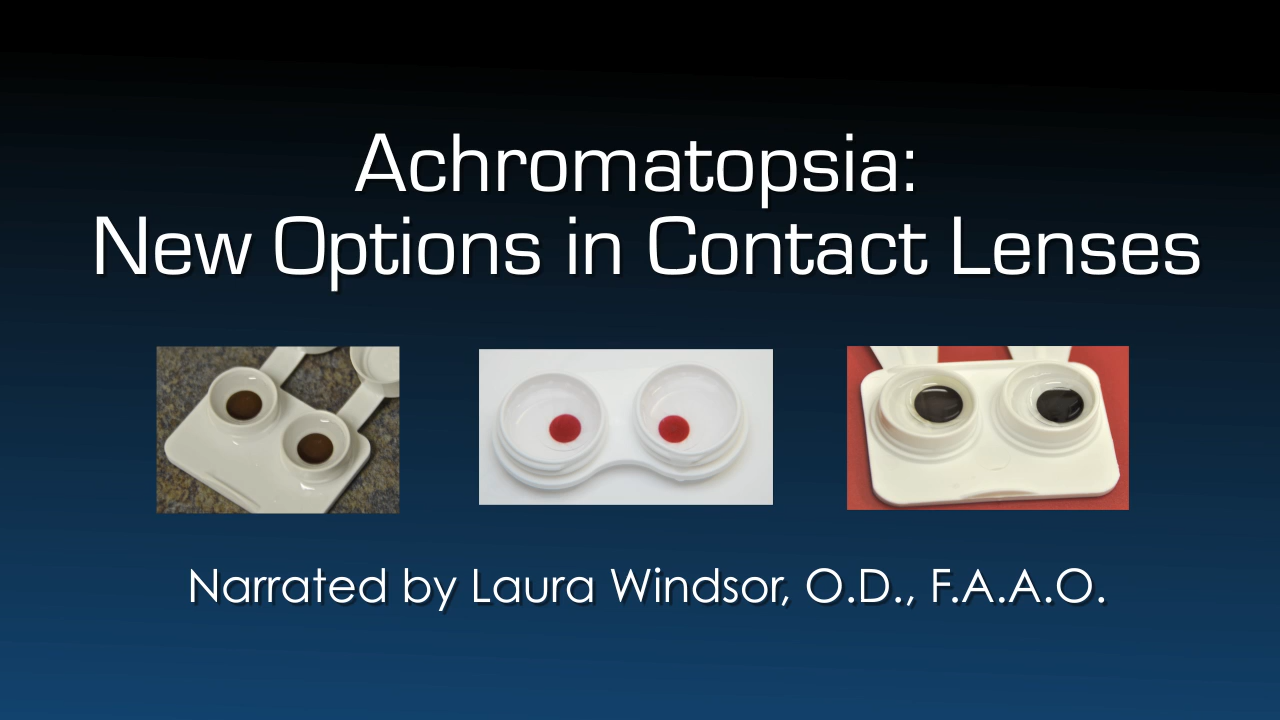 Achromatopsia:
New Options in Contact Lenses
Narrated by Laura Windsor, O.D., F.A.A.O.